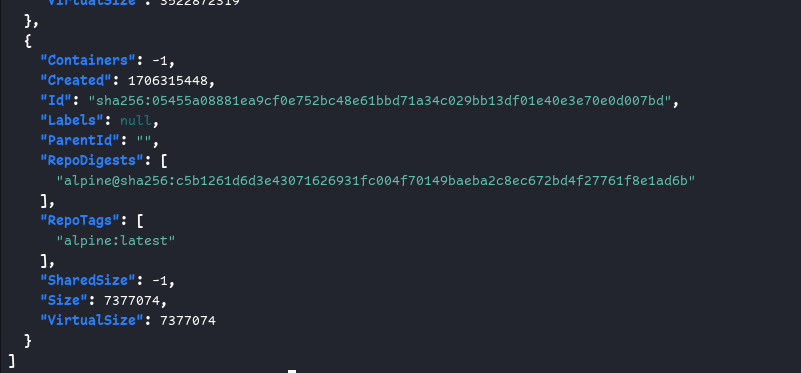 "VirtualSize": 3522872319
},
{
"Containers": -1,
"Created": 1706315448,
"Id": "sha256:05455a08881ea9cf0e752bc48e61bbd71a34c029bb13df01e40e3e70e0d007bd",
"Labels": null,
"ParentId": "",
"RepoDigests": [
"alpine@sha256:c5b1261d6d3e43071626931fc004f70149baeba2c8ec672bd4f27761f8e1ad6b"
],
"RepoTags": [
"alpine:latest"
],
"SharedSize": -1,
"Size": 7377074,
"VirtualSize": 7377074
}
]